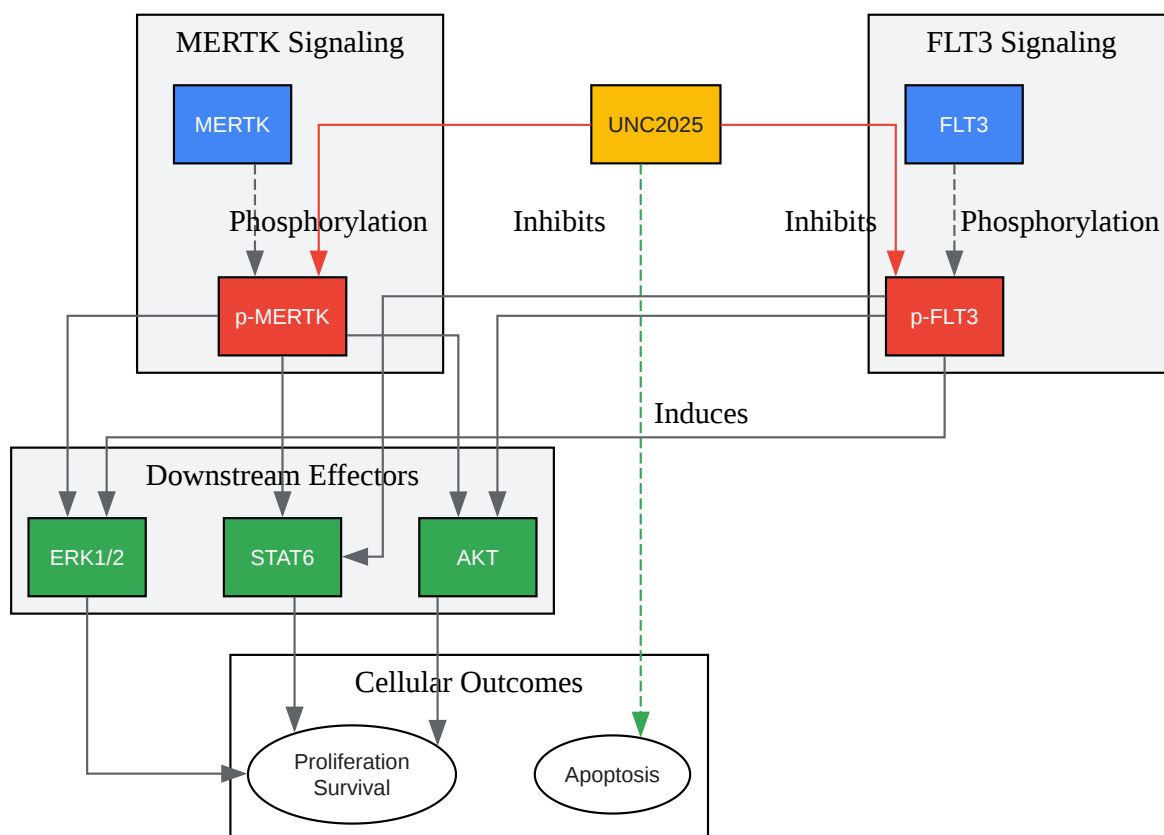 MERTK Signaling
FLT3 Signaling
MERTK
UNC2025
FLT3
Phosphorylation
Inhibits
Inhibits
Phosphorylation
p-MERTK
p-FLT3
Induces
Downstream Effectors
ERK1/2
STAT6
AKT
Cellular Outcomes
Proliferation
Survival
Apoptosis